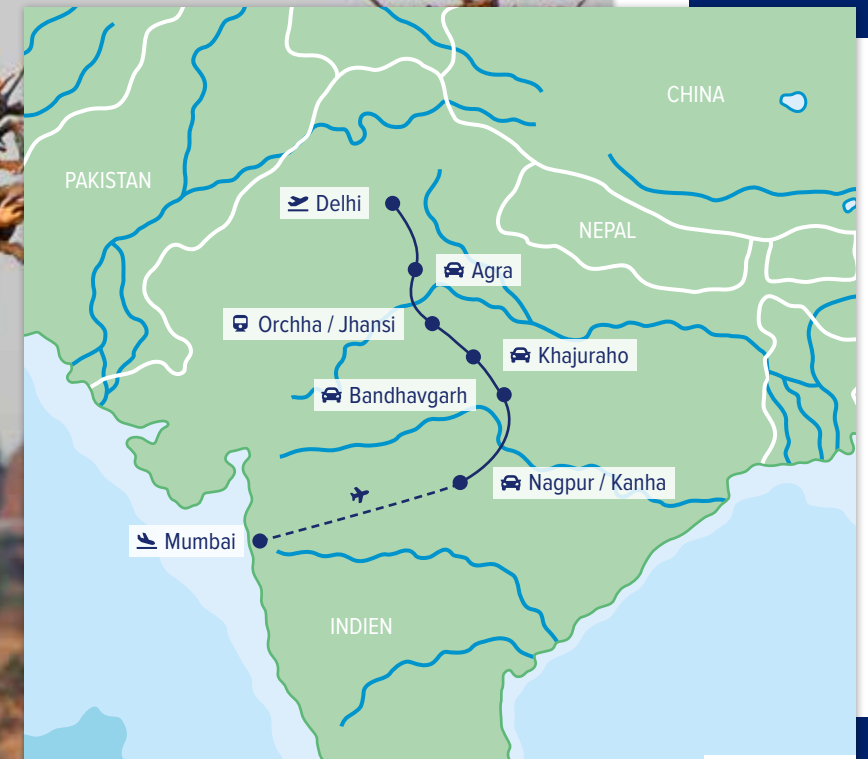 CHINA
PAKISTAN
Delhi
NEPAL
Agra
Orchha / Jhansi
Khajuraho
Bandhavgarh
Nagpur / Kanha
Mumbai
INDIEN